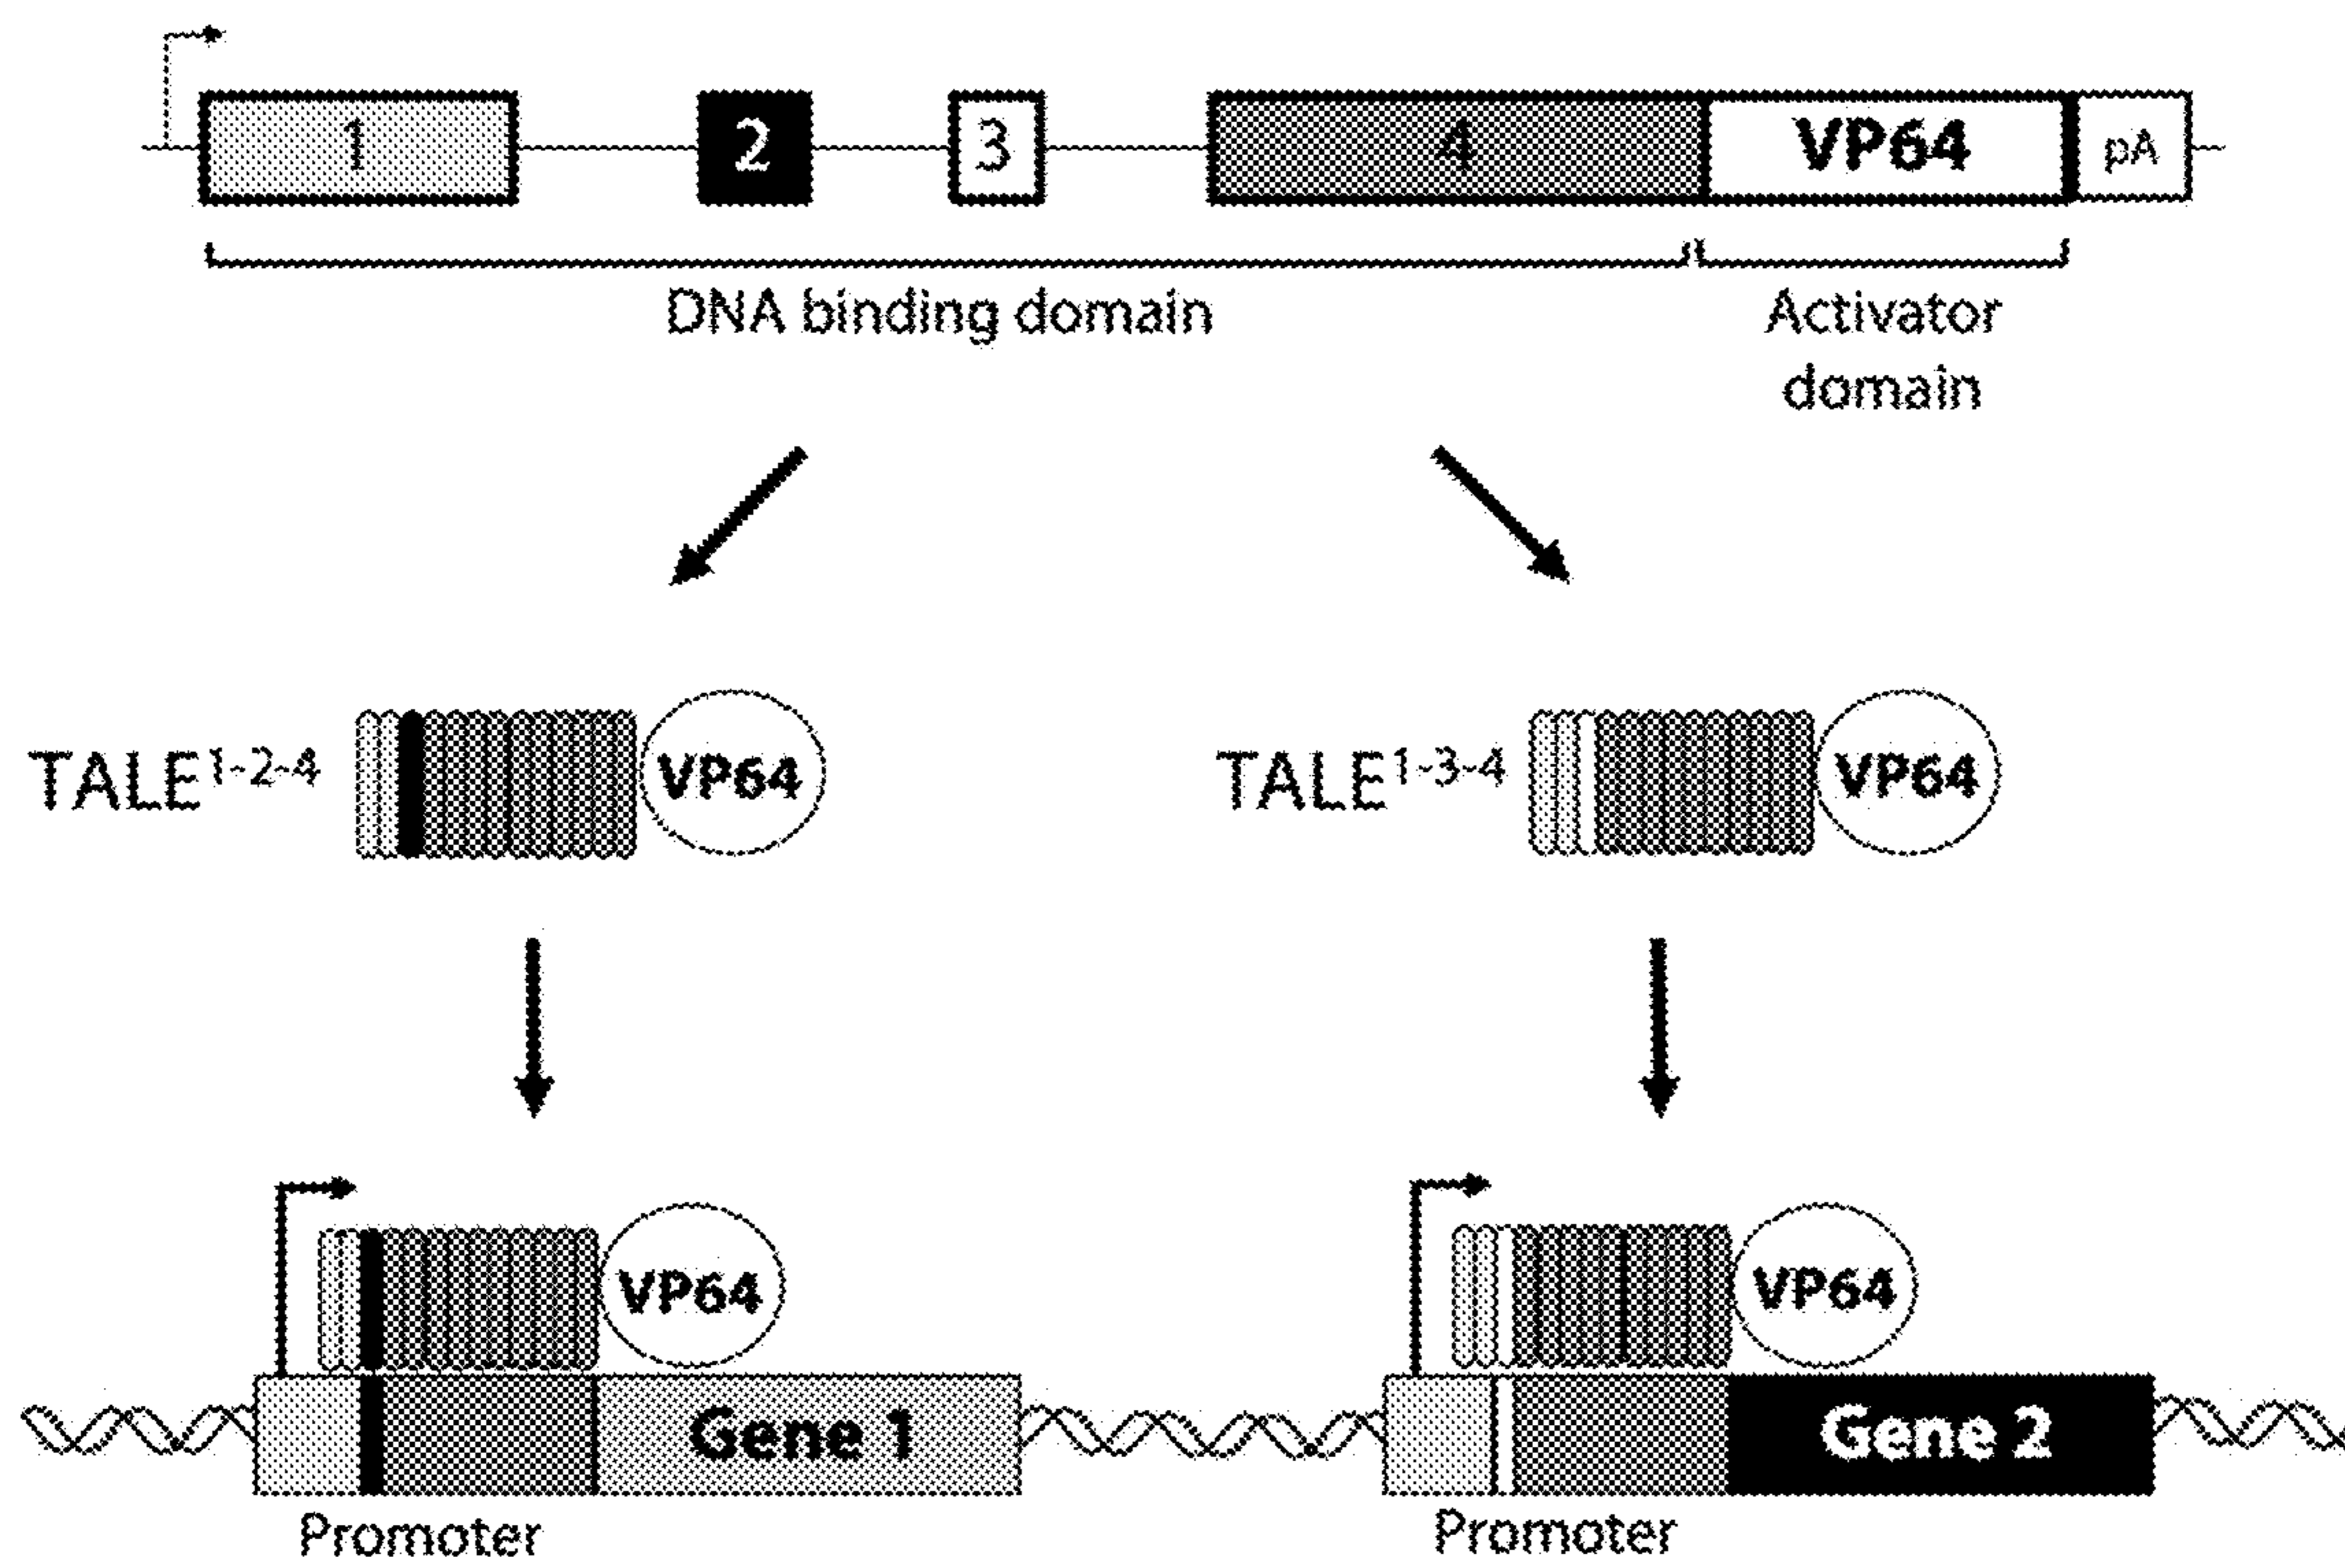 1 2 3 4 VP64 pA
DNA binding domain
Activator
domain
TALE1-2-4 VP64
TALE1-3-4 VP64
VP64
VP64
Gene 1
Gene 2
Promoter
Promoter